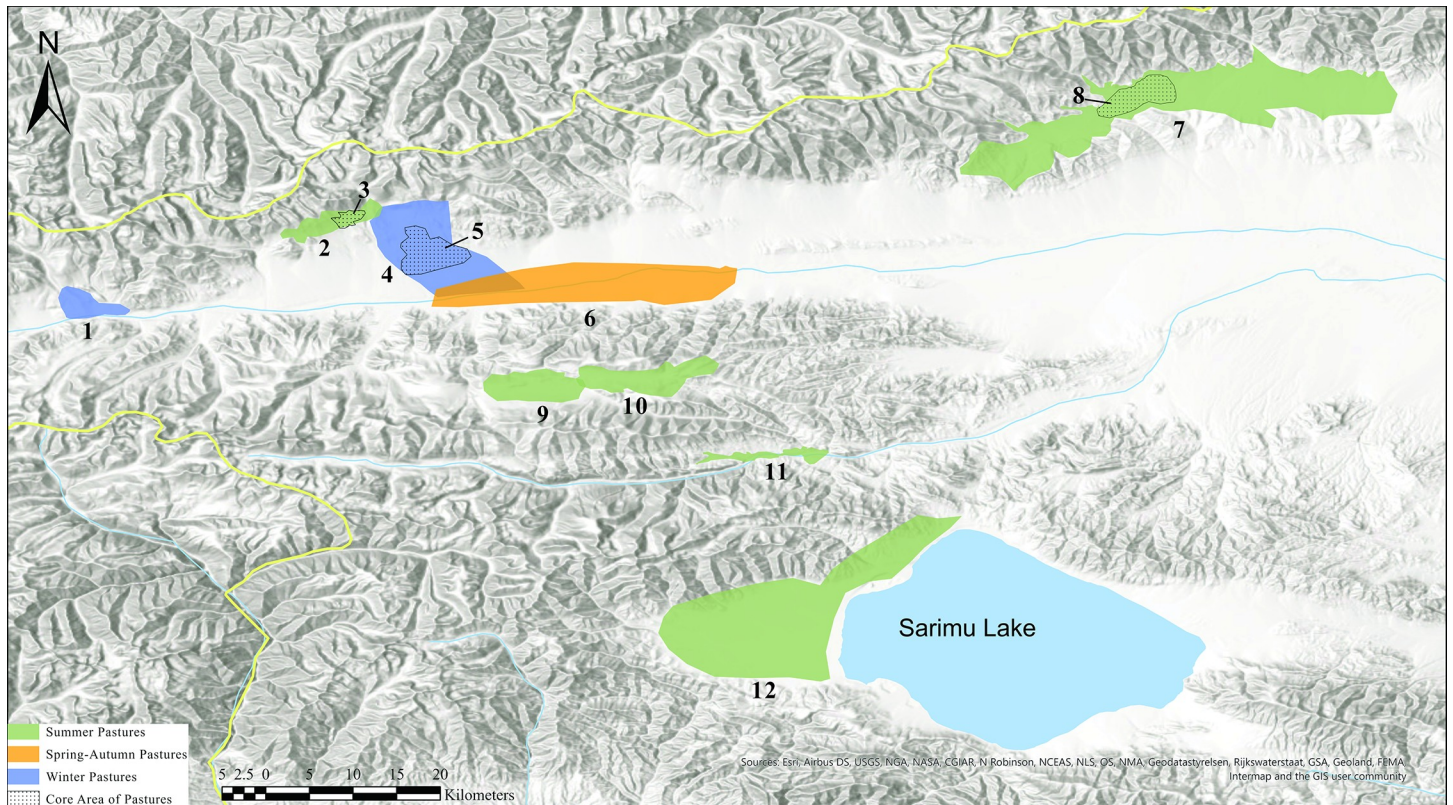 N
8
7
3
2
5
4
1
6
9
10
11
Sarimu Lake
12
Summer Pastures
Spring-Autumn Pastures
Winter Pastures
Core Area of Pastures
5 2.5 0 5 10 15 20
Kilometers
Sources: Esri, Airbus DS, USGS, NGA, NASA, CGIAR, N Robinson, NCEAS, NLS, OS, NMA, Geodatastyrelsen, Rijkswaterstaat, GSA, Geoland, FEMA,
Intermap and the GIS user community